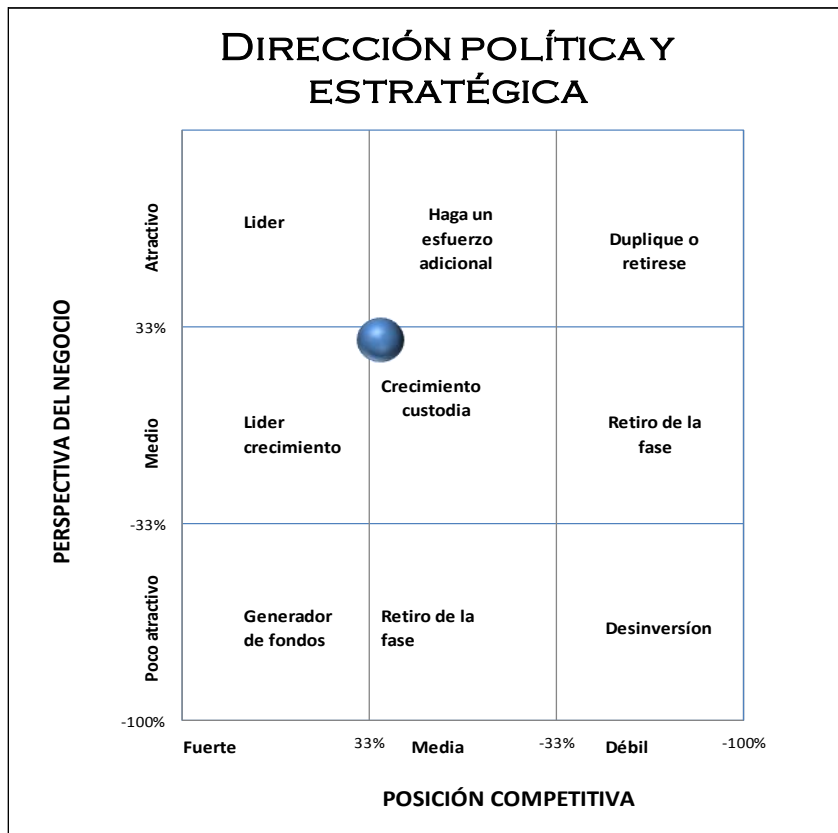 DIRECCIÓN POLÍTICA Y
ESTRATÉGICA
PERSPECTIVA DEL NEGOCIO
Atractivo
Lider
Haga un
esfuerzo
adicional
Duplique o
retirese
33%
Medio
Lider
crecimiento
Crecimiento
custodia
Retiro de la
fase
-33%
Poco atractivo
Generador
de fondos
Retiro de la
fase
Desinversíon
-100%
Fuerte
33%
Media
-33%
Débil
-100%
POSICIÓN COMPETITIVA